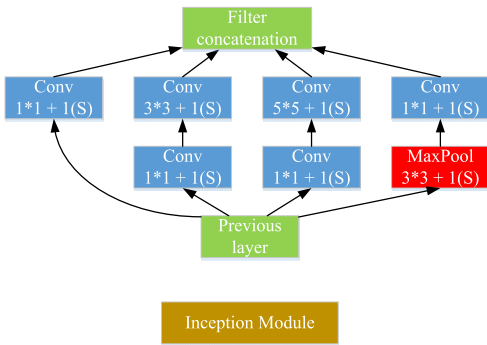 Filter
concatenation
Conv
1*1 + 1(S)
Conv
3*3 + 1(S)
Conv
5*5 + 1(S)
Conv
1*1 + 1(S)
Conv
1*1 + 1(S)
Conv
1*1 + 1(S)
MaxPool
3*3 + 1(S)
Previous
layer
Inception Module